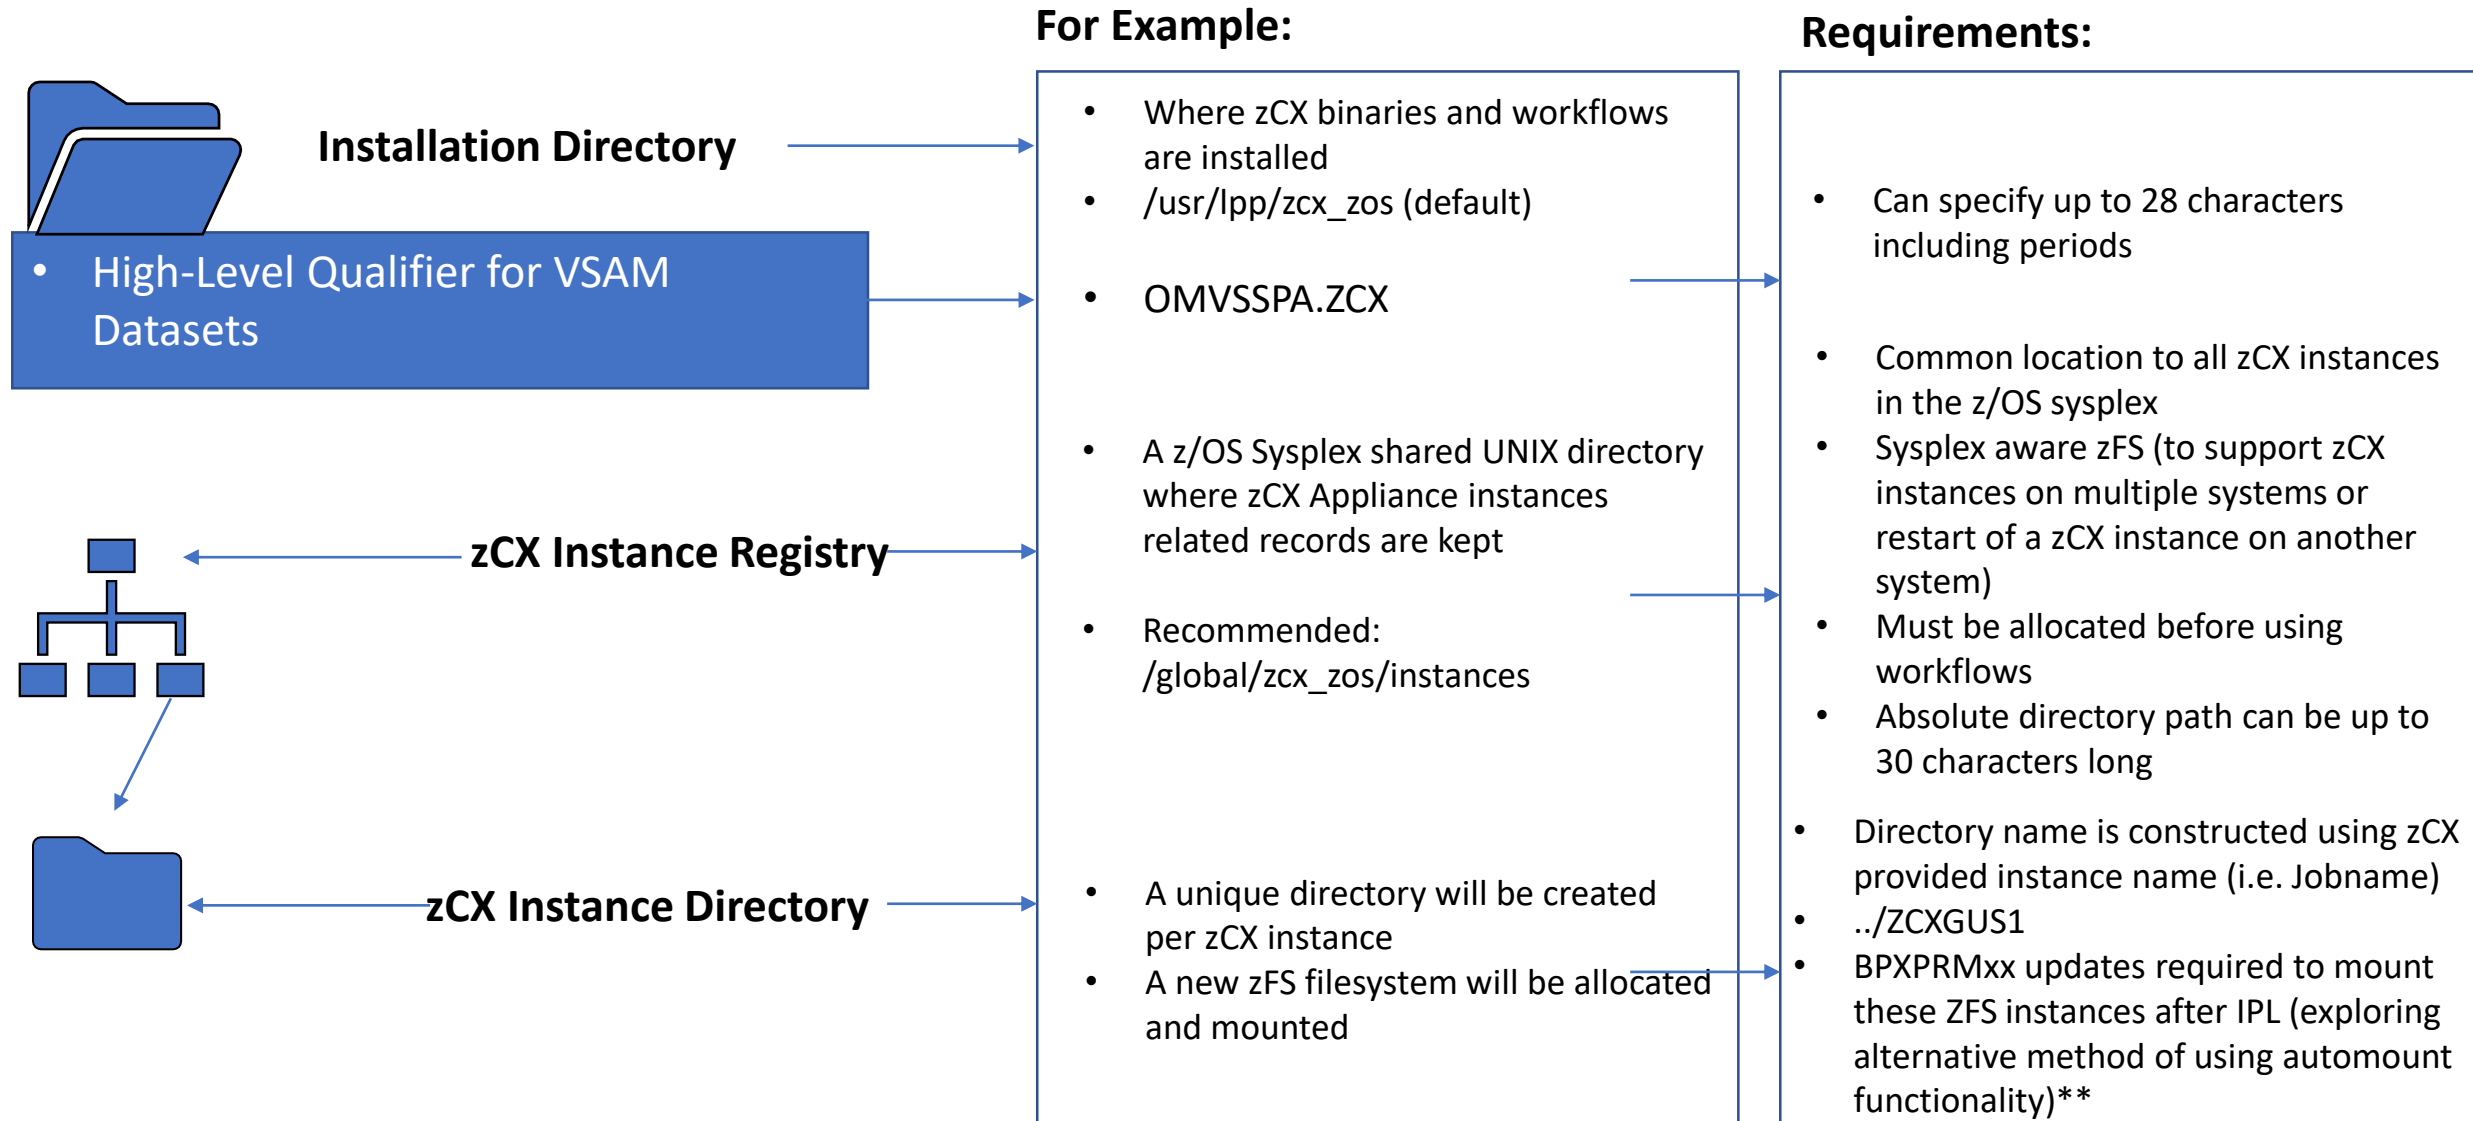 For Example:
Requirements:
Installation Directory
• Where zCX binaries and workflows
are installed
• /usr/lpp/zcx_zos (default)
• High-Level Qualifier for VSAM
Datasets
• OMVSSPA.ZCX
• Can specify up to 28 characters
including periods
zCX Instance Registry
• A z/OS Sysplex shared UNIX directory
where zCX Appliance instances
related records are kept
• Recommended:
/global/zcx_zos/instances
• Common location to all zCX instances
in the z/OS sysplex
• Sysplex aware zFS (to support zCX
instances on multiple systems or
restart of a zCX instance on another
system)
• Must be allocated before using
workflows
• Absolute directory path can be up to
30 characters long
zCX Instance Directory
• A unique directory will be created
per zCX instance
• A new zFS filesystem will be allocated
and mounted
• Directory name is constructed using zCX
provided instance name (i.e. Jobname)
• ../ZCXGUS1
• BPXPRMxx updates required to mount
these ZFS instances after IPL (exploring
alternative method of using automount
functionality)**